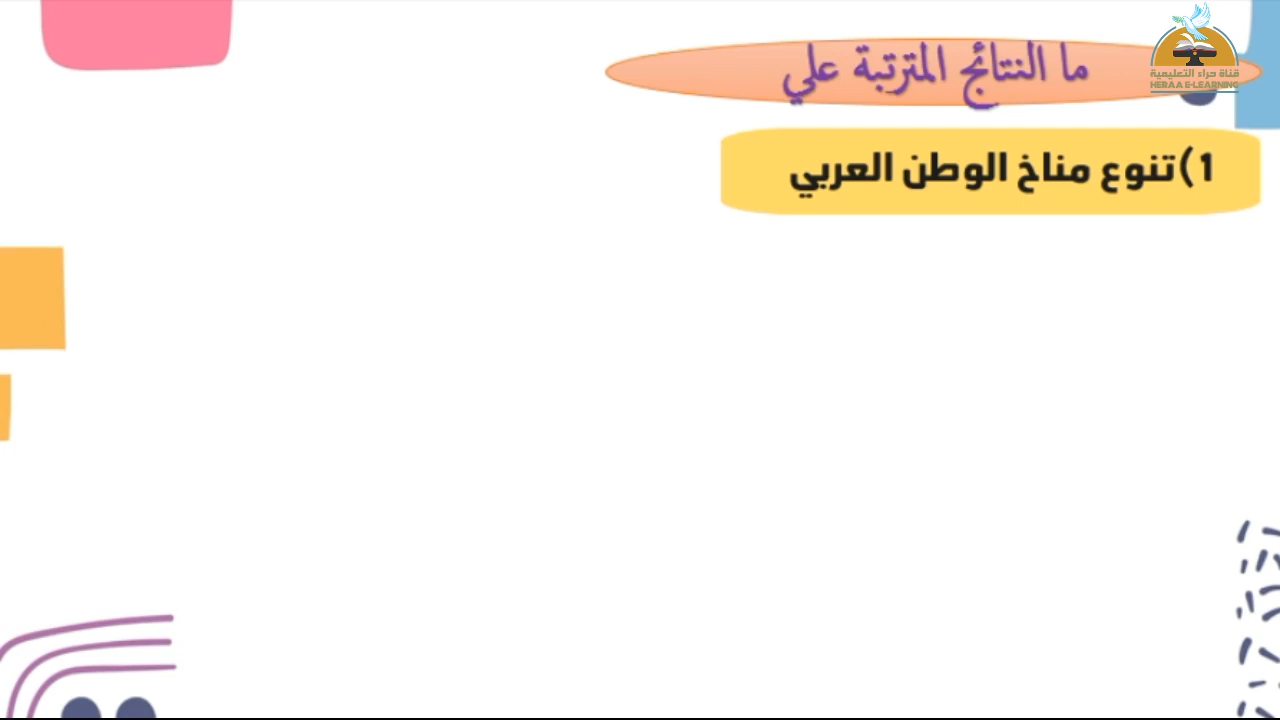 ما النتائج المترتبة علي
قناة حراء التعليمية
HERAA E-LEARNING
1)تنوع مناخ الوطن العربي